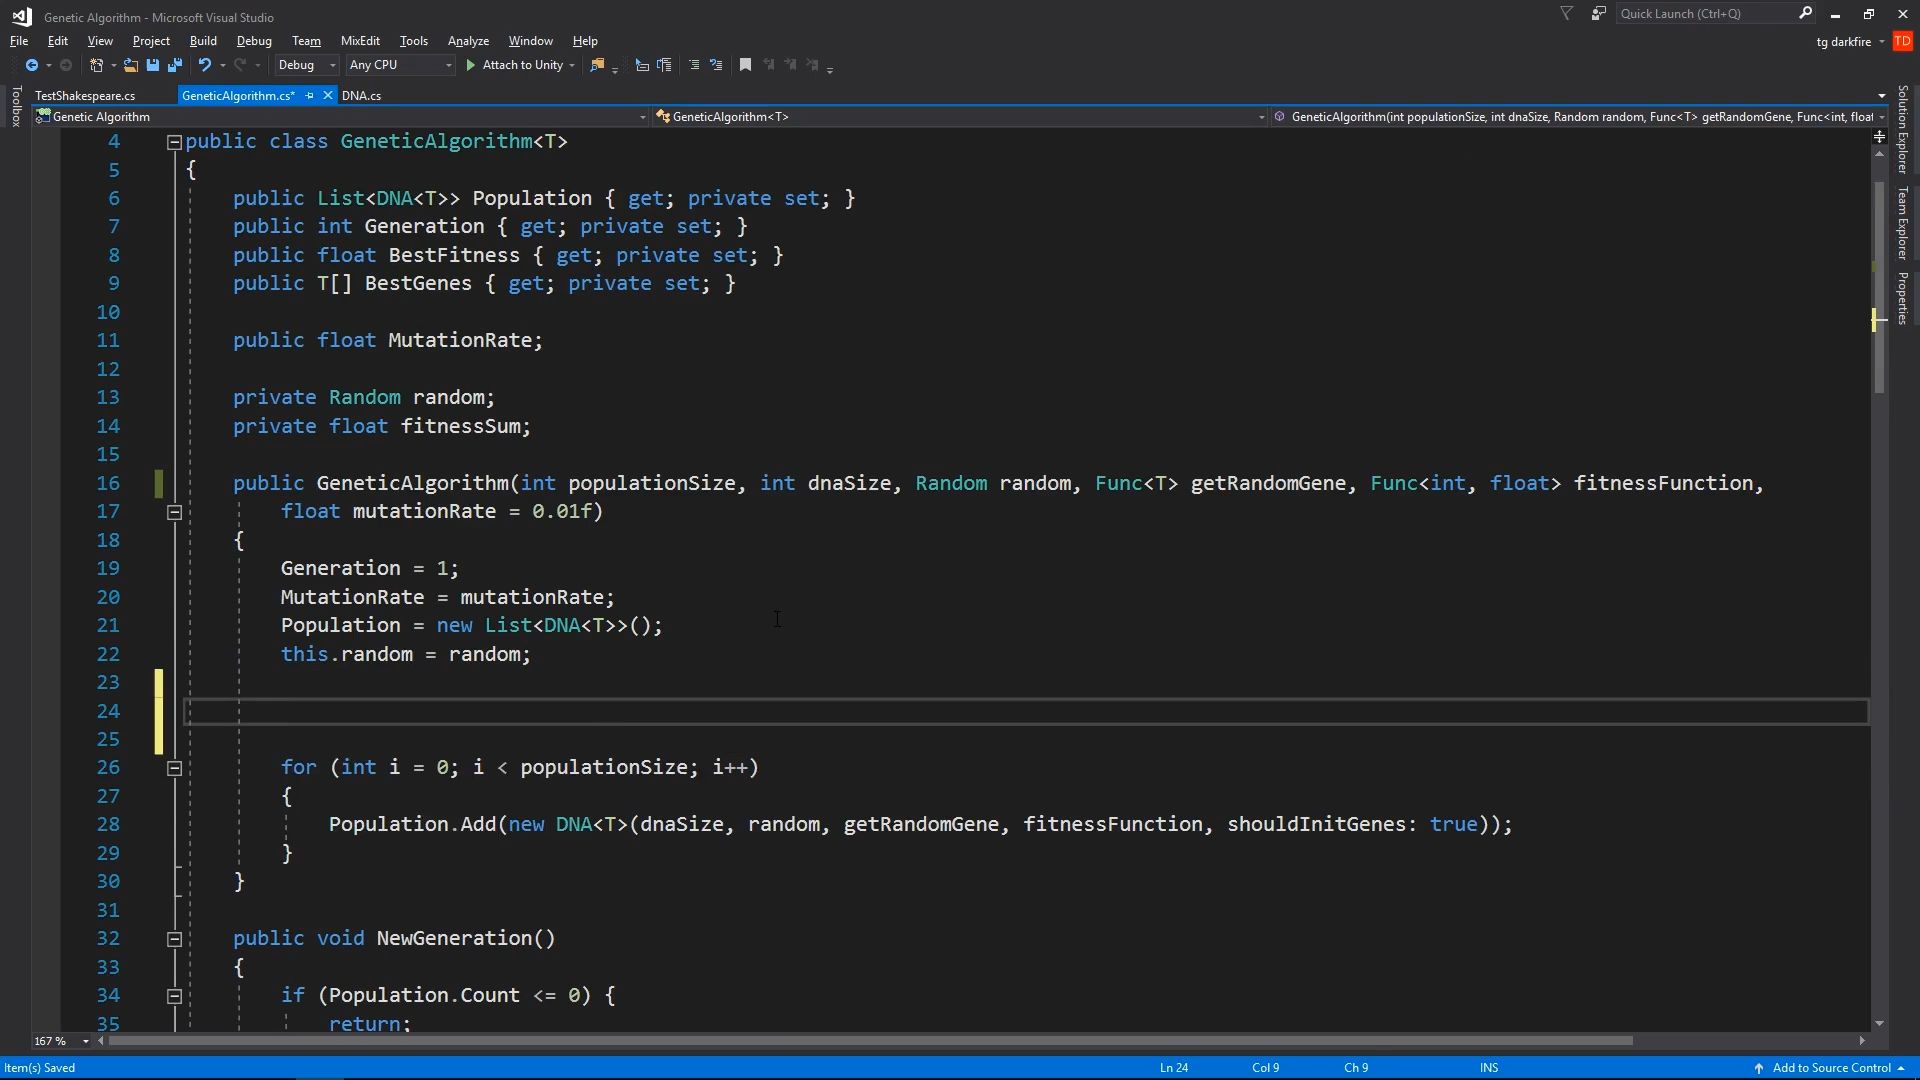 Genetic Algorithm - Microsoft Visual Studio
Quick Launch (Ctrl+Q)
File Edit View Project Build Debug Team MixEdit Tools Analyze Window Help
tg darkfire TD
Debug Any CPU Attach to Unity
TestShakespeare.cs GeneticAlgorithm.cs* DNA.cs
Genetic Algorithm GeneticAlgorithm<T> GeneticAlgorithm(int populationSize, int dnaSize, Random random, Func<T> getRandomGene, Func<int, float
Toolbox
Solution Explorer
Team Explorer
Properties
4 public class GeneticAlgorithm<T>
5 {
6 public List<DNA<T>> Population { get; private set; }
7 public int Generation { get; private set; }
8 public float BestFitness { get; private set; }
9 public T[] BestGenes { get; private set; }
10
11 public float MutationRate;
12
13 private Random random;
14 private float fitnessSum;
15
16 public GeneticAlgorithm(int populationSize, int dnaSize, Random random, Func<T> getRandomGene, Func<int, float> fitnessFunction,
17 float mutationRate = 0.01f)
18 {
19 Generation = 1;
20 MutationRate = mutationRate;
21 Population = new List<DNA<T>>();
22 this.random = random;
23
24
25
26 for (int i = 0; i < populationSize; i++)
27 {
28 Population.Add(new DNA<T>(dnaSize, random, getRandomGene, fitnessFunction, shouldInitGenes: true));
29 }
30 }
31
32 public void NewGeneration()
33 {
34 if (Population.Count <= 0) {
35 return;
167 %
Item(s) Saved Ln 24 Col 9 Ch 9 INS Add to Source Control